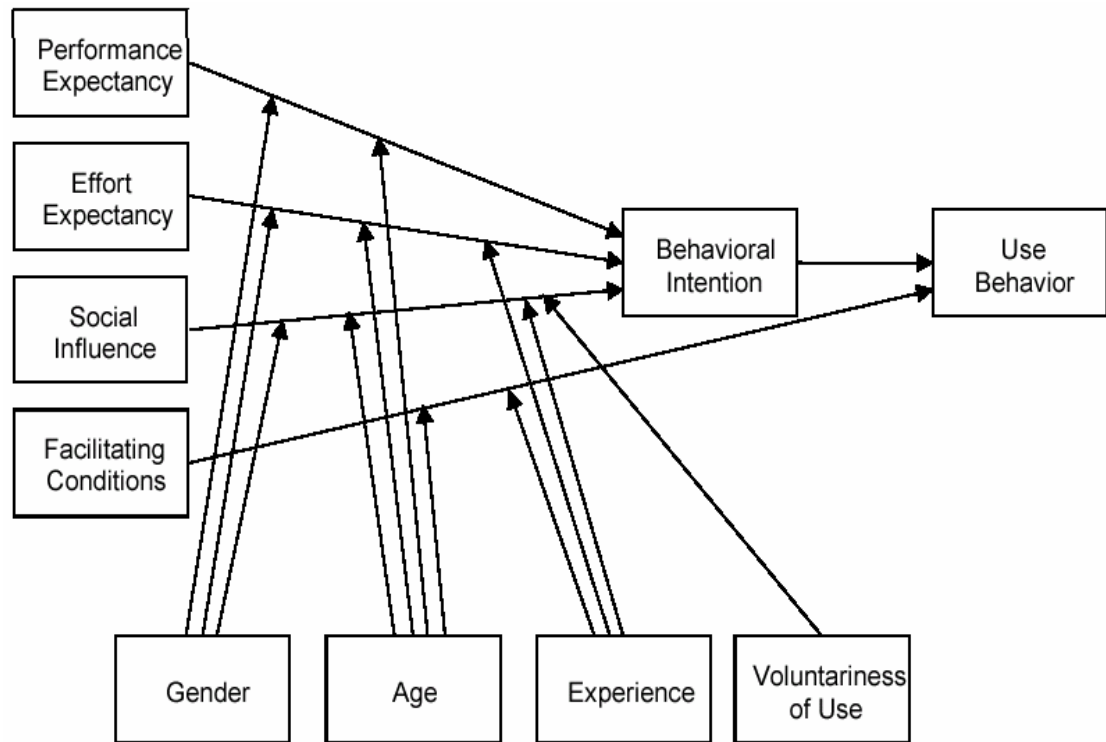 Performance
Expectancy
Effort
Expectancy
Social
Influence
Facilitating
Conditions
Behavioral
Intention
Use
Behavior
Gender
Age
Experience
Voluntariness
of Use